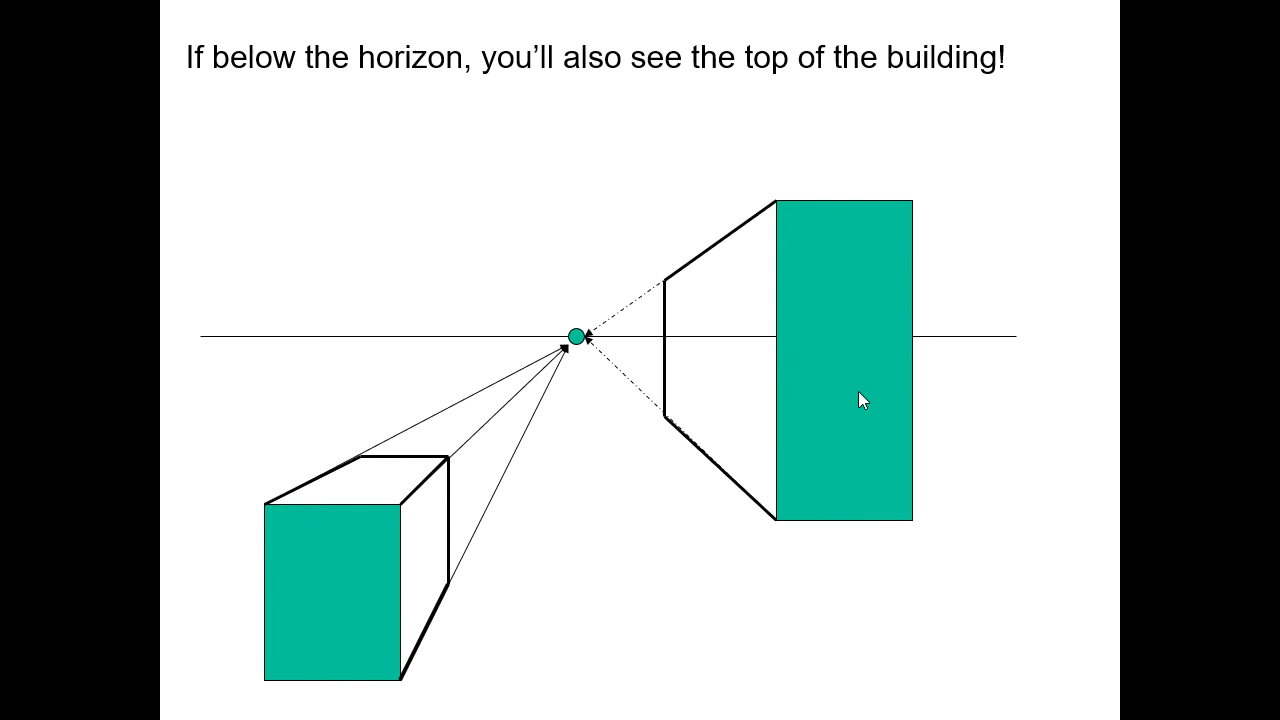 If below the horizon, you’ll also see the top of the building!